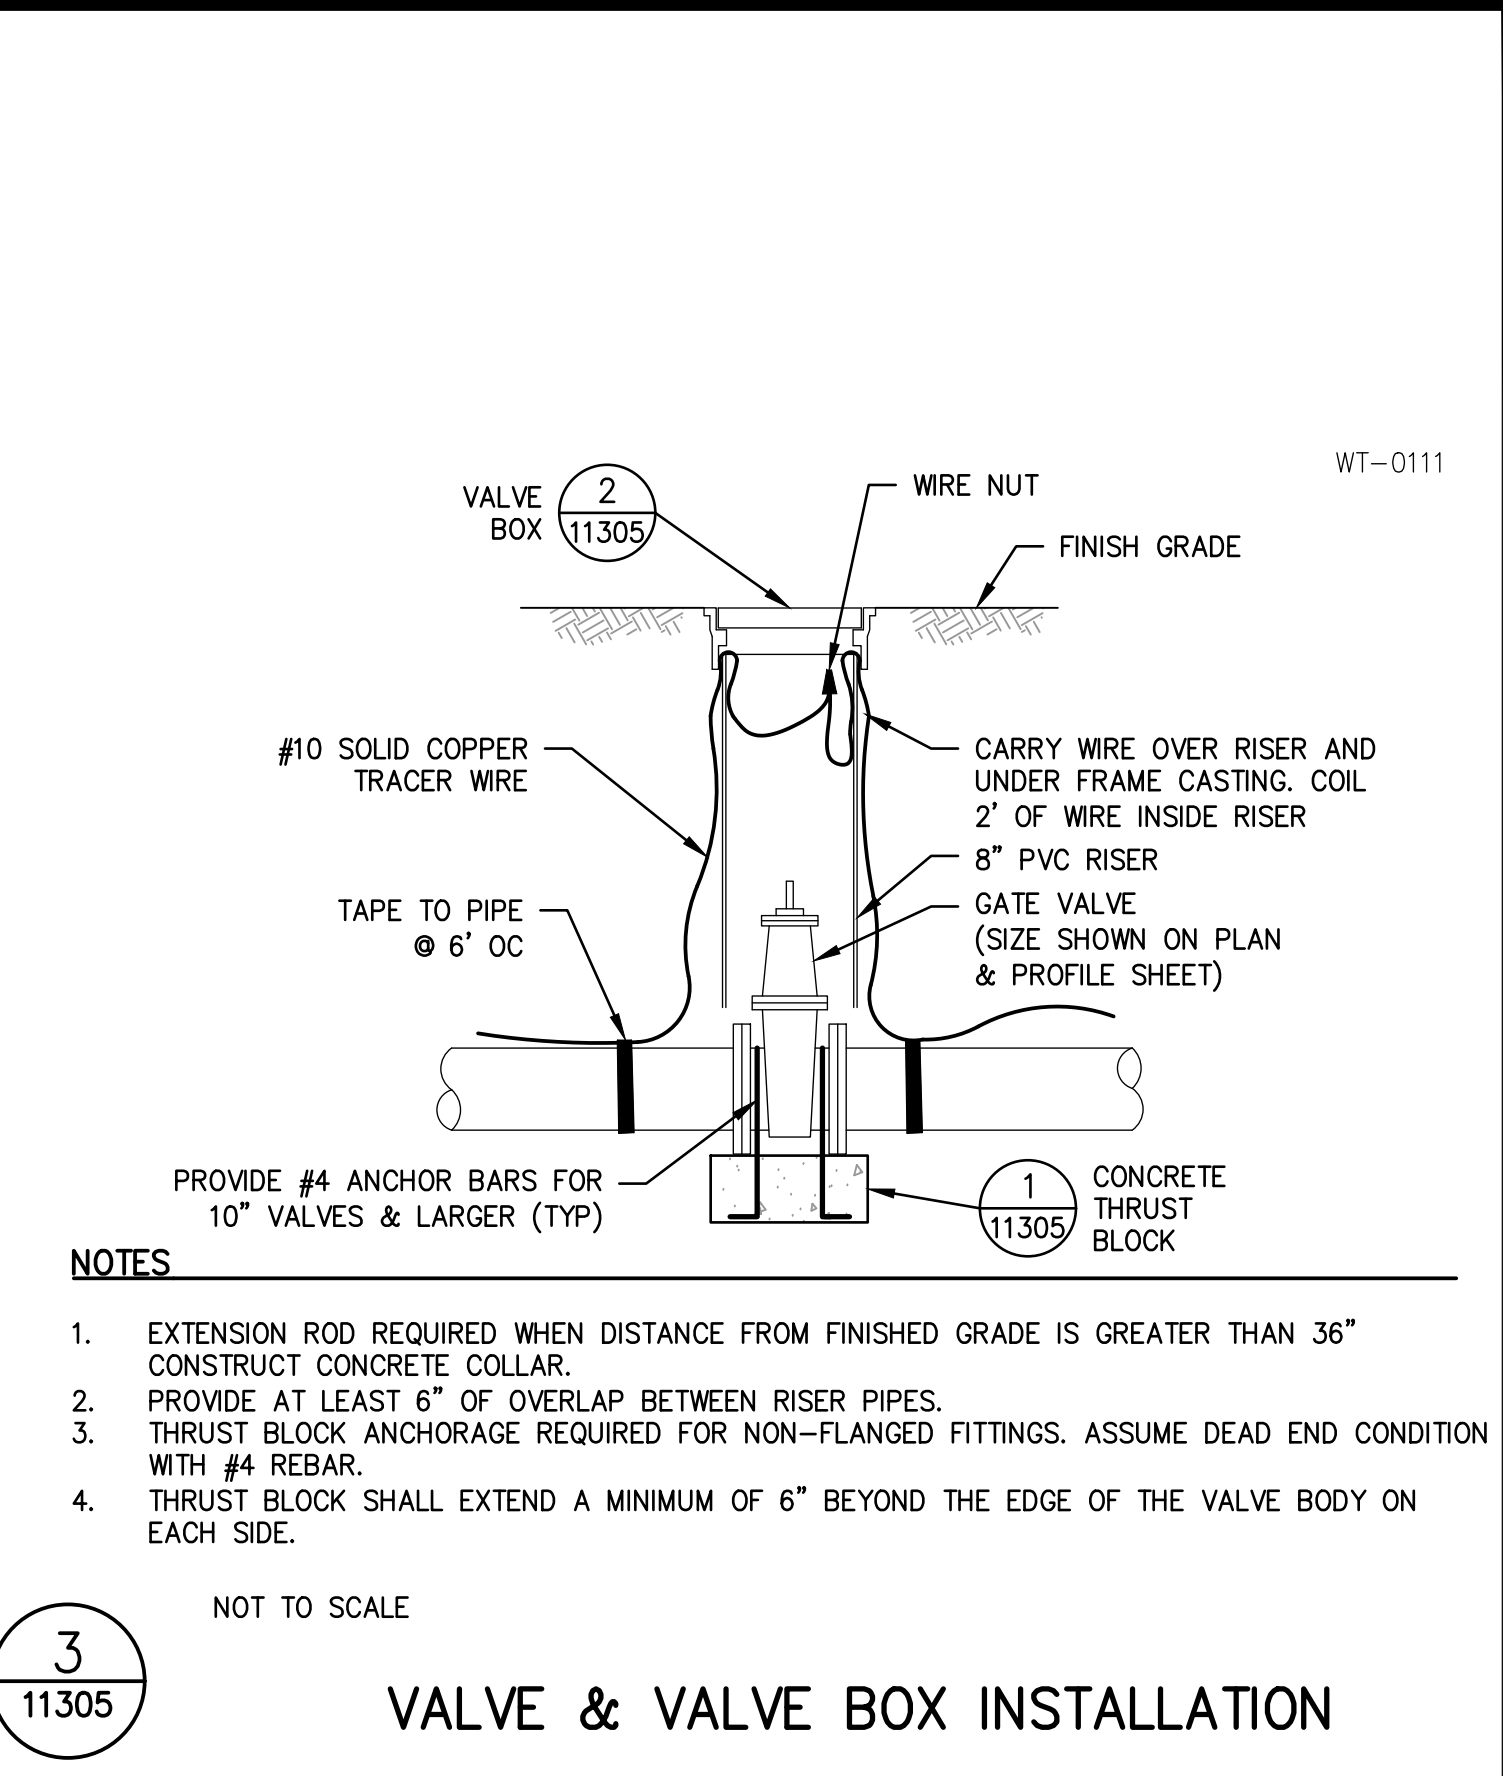 WT-0111
VALVE
BOX
2
11305
WIRE NUT
FINISH GRADE
#10 SOLID COPPER
TRACER WIRE
CARRY WIRE OVER RISER AND
UNDER FRAME CASTING. COIL
2' OF WIRE INSIDE RISER
8" PVC RISER
TAPE TO PIPE
@ 6' OC
GATE VALVE
(SIZE SHOWN ON PLAN
& PROFILE SHEET)
PROVIDE #4 ANCHOR BARS FOR
10" VALVES & LARGER (TYP)
1
11305
CONCRETE
THRUST
BLOCK
NOTES
1. EXTENSION ROD REQUIRED WHEN DISTANCE FROM FINISHED GRADE IS GREATER THAN 36"
CONSTRUCT CONCRETE COLLAR.
2. PROVIDE AT LEAST 6" OF OVERLAP BETWEEN RISER PIPES.
3. THRUST BLOCK ANCHORAGE REQUIRED FOR NON-FLANGED FITTINGS. ASSUME DEAD END CONDITION
WITH #4 REBAR.
4. THRUST BLOCK SHALL EXTEND A MINIMUM OF 6" BEYOND THE EDGE OF THE VALVE BODY ON
EACH SIDE.
NOT TO SCALE
3
11305
VALVE & VALVE BOX INSTALLATION